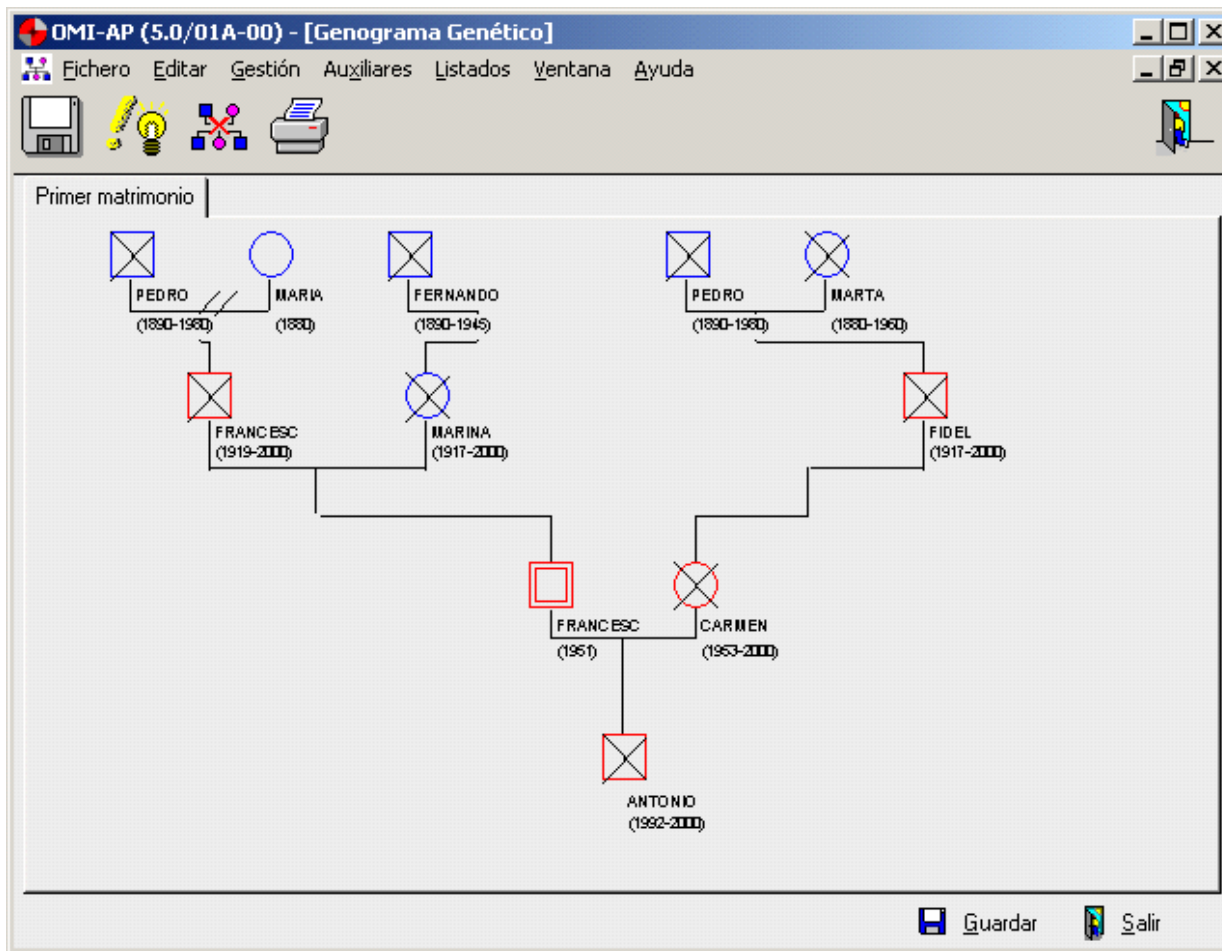 OMI-AP (5.0/01A-00) - [Genograma Genético]
Fichero Editar Gestión Auxiliares Listados Ventana Ayuda
Primer matrimonio
PEDRO MARIA FERNANDO PEDRO MARTA
(1890-1980) (1880) (1890-1945) (1890-1980) (1880-1960)
FRANCESC MARINA FIDEL
(1919-2000) (1917-2000) (1917-2000)
FRANCESC CARMEN
(1951) (1953-2000)
ANTONIO
(1992-2000)
Guardar Salir